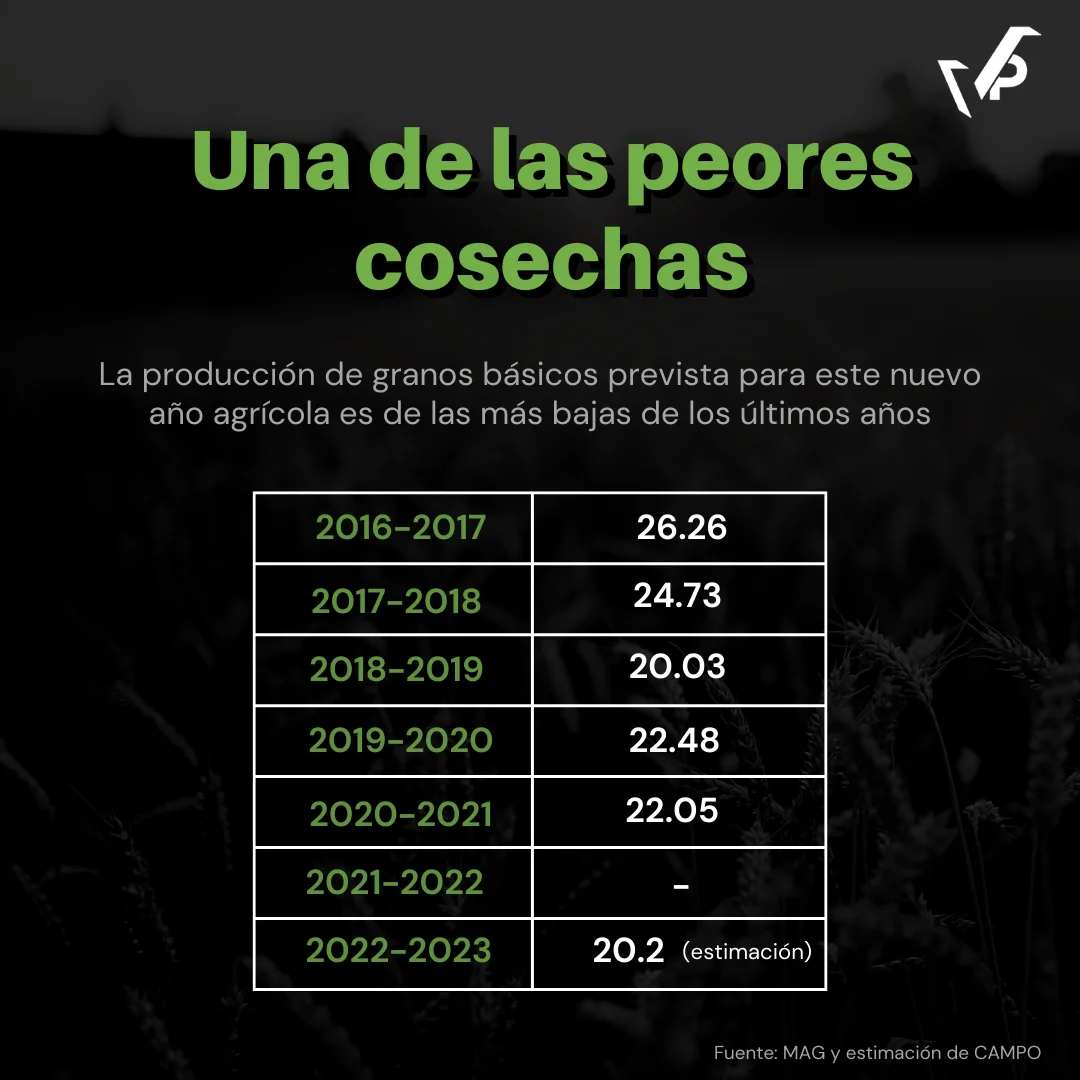 VP
Una de las peores
cosechas
La producción de granos básicos prevista para este nuevo
año agrícola es de las más bajas de los últimos años
2016-2017 26.26
2017-2018 24.73
2018-2019 20.03
2019-2020 22.48
2020-2021 22.05
2021-2022 -
2022-2023 20.2 (estimación)
Fuente: MAG y estimación de CAMPO